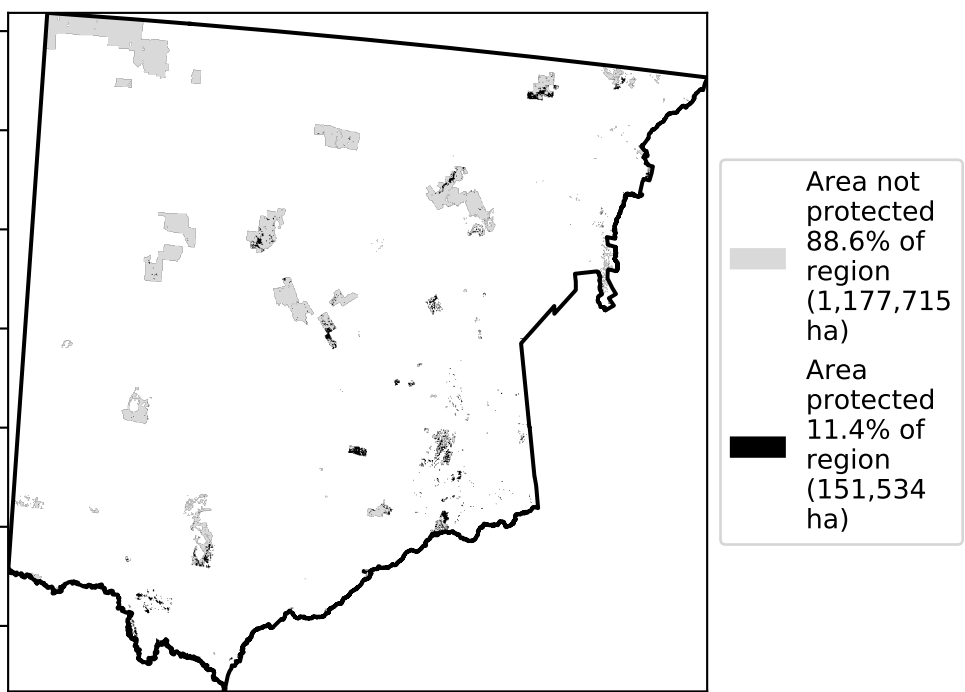 Area not
protected
88.6% of
region
(1,177,715
ha)
Area
protected
11.4% of
region
(151,534
ha)